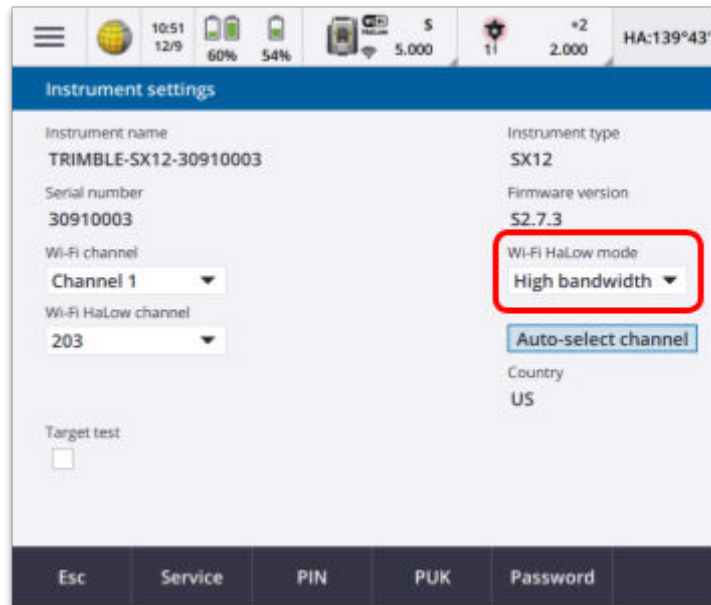 10:51
12/9
60%
54%
HaLow
S
5.000
11
+2
2.000
HA:139°43'
Instrument settings
Instrument name
TRIMBLE-SX12-30910003
Instrument type
SX12
Serial number
30910003
Firmware version
S2.7.3
Wi-Fi channel
Channel 1
Wi-Fi HaLow mode
High bandwidth
Wi-Fi HaLow channel
203
Auto-select channel
Country
US
Target test
Esc Service PIN PUK Password